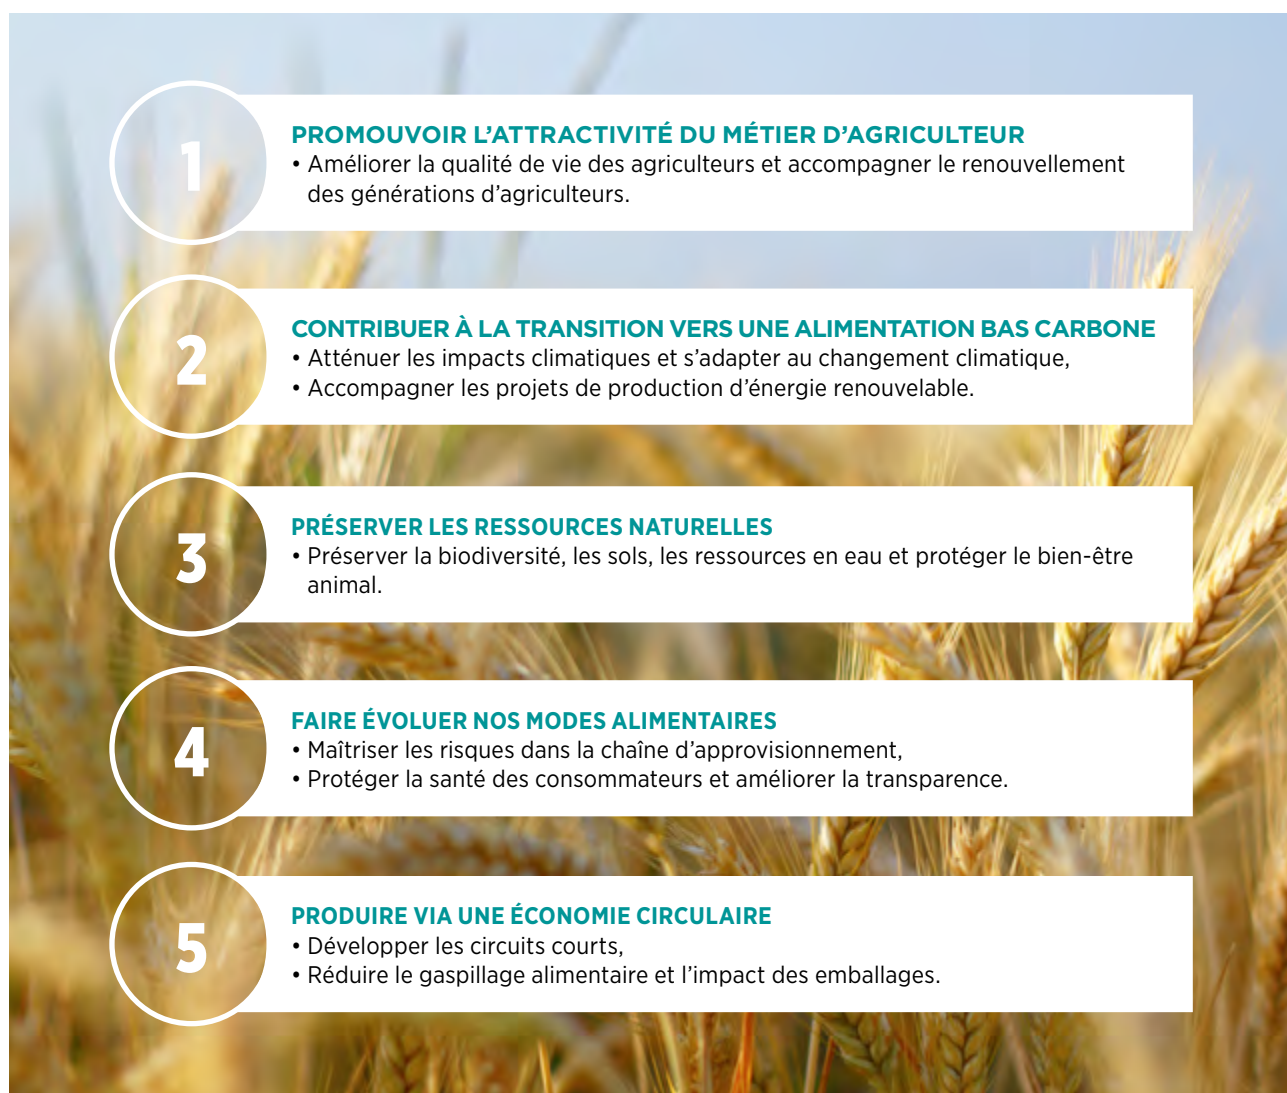 1
PROMOUVOIR L’ATTRACTIVITÉ DU MÉTIER D’AGRICULTEUR
• Améliorer la qualité de vie des agriculteurs et accompagner le renouvellement
des générations d’agriculteurs.
2
CONTRIBUER À LA TRANSITION VERS UNE ALIMENTATION BAS CARBONE
• Atténuer les impacts climatiques et s’adapter au changement climatique,
• Accompagner les projets de production d’énergie renouvelable.
3
PRÉSERVER LES RESSOURCES NATURELLES
• Préserver la biodiversité, les sols, les ressources en eau et protéger le bien-être
animal.
4
FAIRE ÉVOLUER NOS MODES ALIMENTAIRES
• Maîtriser les risques dans la chaîne d’approvisionnement,
• Protéger la santé des consommateurs et améliorer la transparence.
5
PRODUIRE VIA UNE ÉCONOMIE CIRCULAIRE
• Développer les circuits courts,
• Réduire le gaspillage alimentaire et l’impact des emballages.